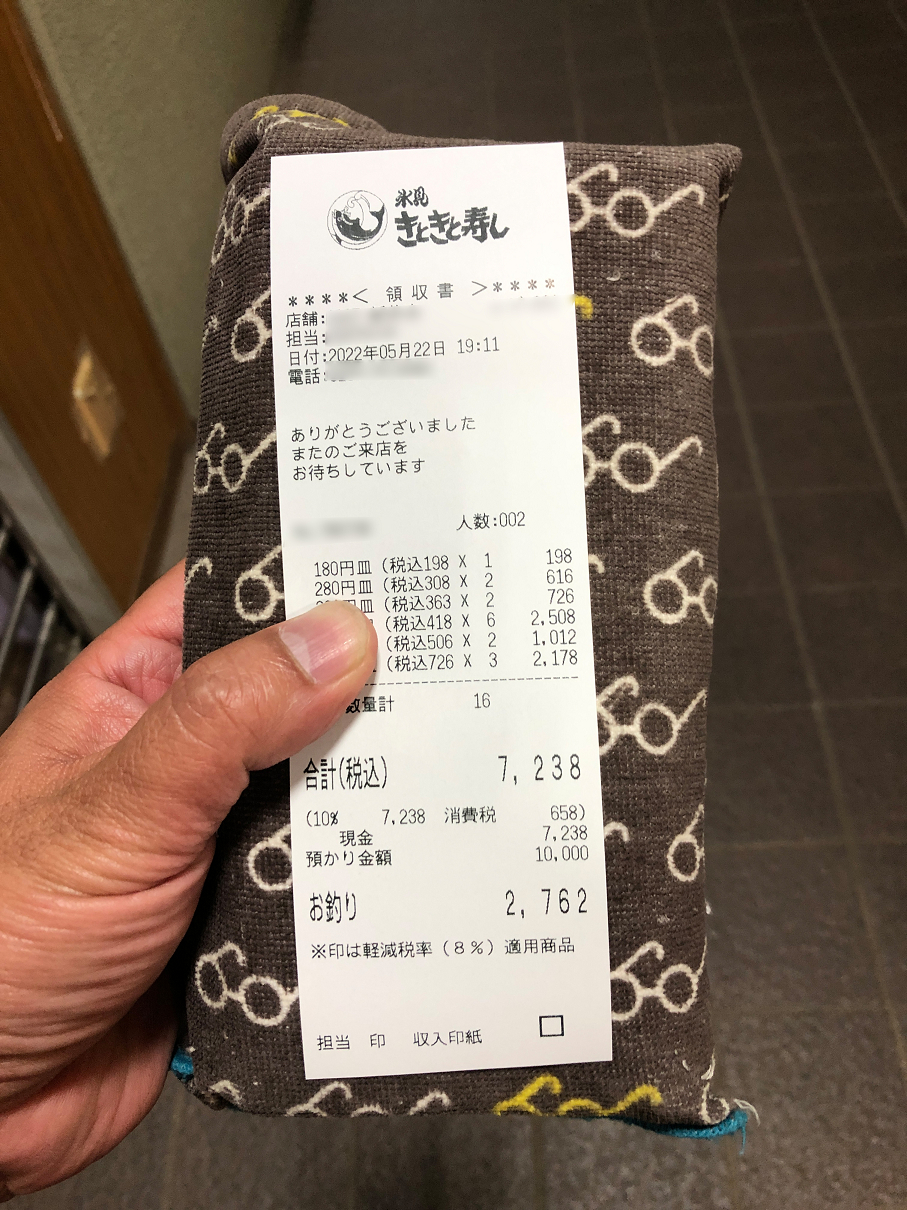 氷見
きときと寿し
****< 領収書 >****
店舗:
担当:
日付:2022年05月22日 19:11
電話:
ありがとうございました
またのご来店を
お待ちしています
人数:002
180円皿 (税込198 X 1 198
280円皿 (税込308 X 2 616
円皿 (税込363 X 2 726
(税込418 X 6 2,508
(税込506 X 2 1,012
(税込726 X 3 2,178
数量計 16
合計(税込) 7,238
(10% 7,238 消費税 658)
現金 7,238
預かり金額 10,000
お釣り 2,762
※印は軽減税率(8%)適用商品
担当 印 収入印紙 □